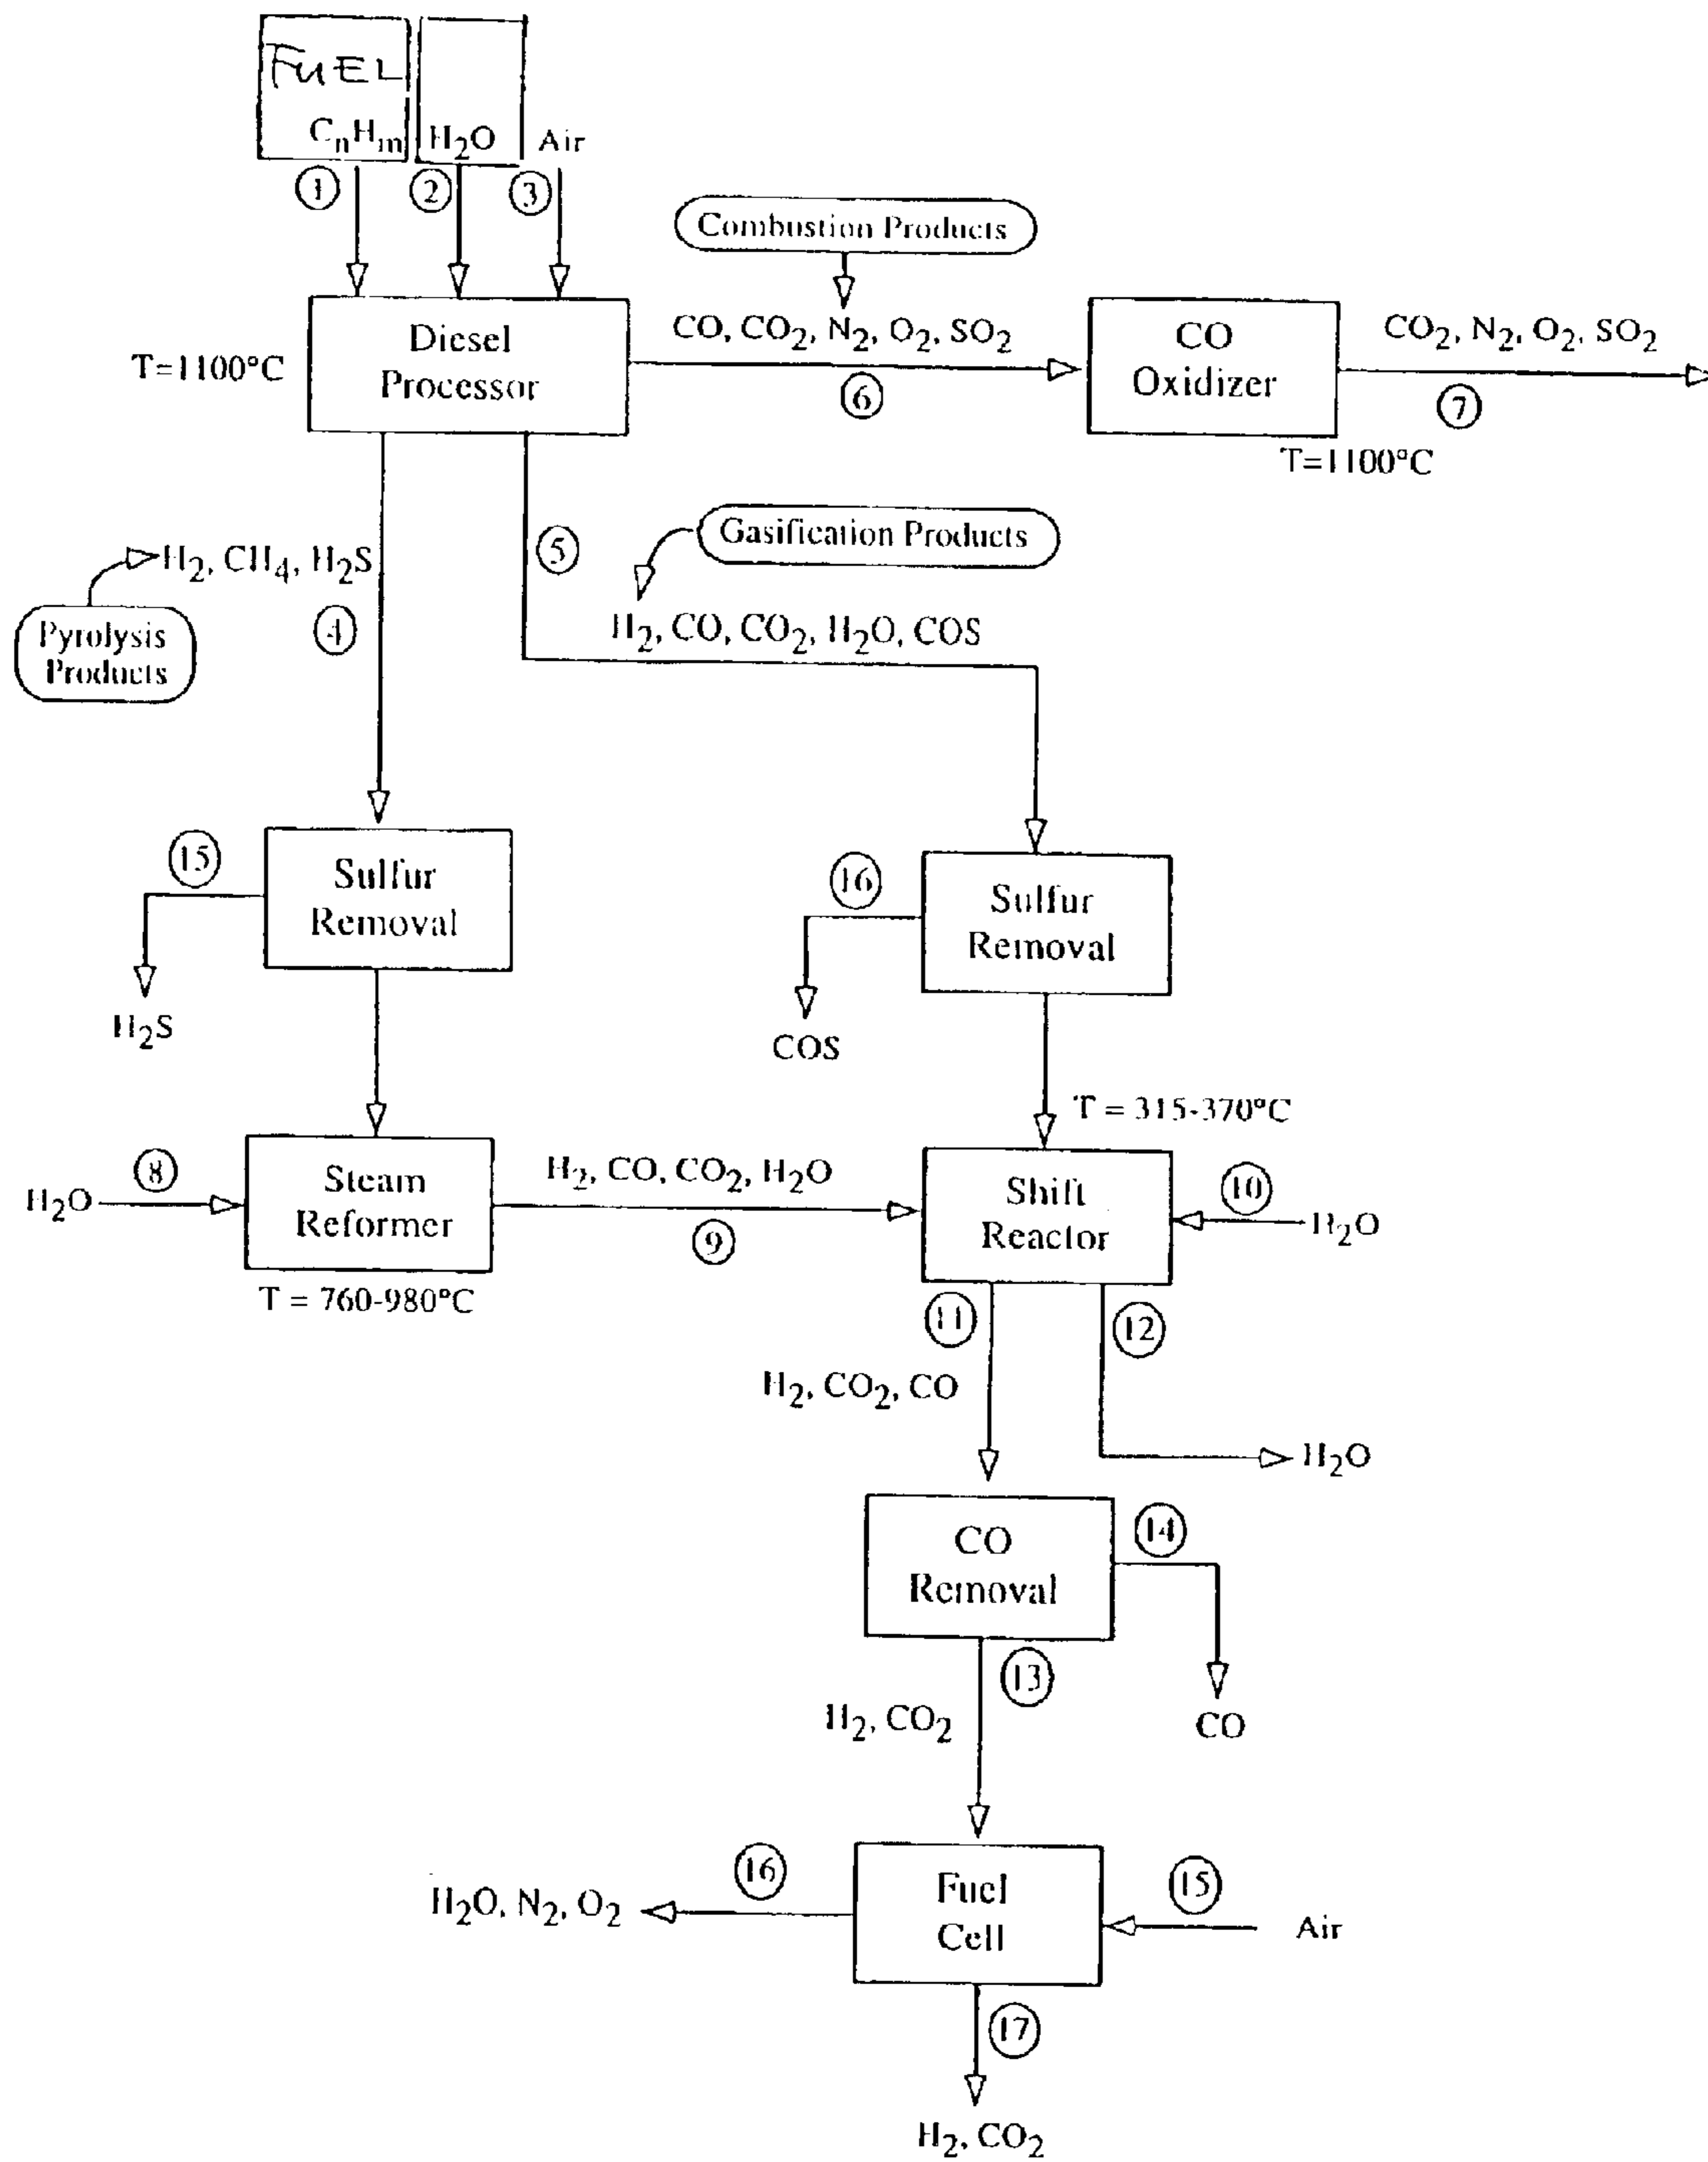 FUEL
CₙHₘ
H₂O
Air
①
②
③
Combustion Products
Diesel
Processor
T=1100°C
CO, CO₂, N₂, O₂, SO₂
⑥
CO
Oxidizer
T=1100°C
CO₂, N₂, O₂, SO₂
⑦
Pyrolysis
Products
H₂, CH₄, H₂S
④
⑤
Gasification Products
H₂, CO, CO₂, H₂O, COS
⑮
Sulfur
Removal
H₂S
⑯
Sulfur
Removal
COS
T = 315-370°C
H₂O
⑧
Steam
Reformer
T = 760-980°C
H₂, CO, CO₂, H₂O
⑨
Shift
Reactor
⑩
H₂O
⑪
⑫
H₂, CO₂, CO
H₂O
CO
Removal
⑭
CO
⑬
H₂, CO₂
Fuel
Cell
⑯
H₂O, N₂, O₂
⑮
Air
⑰
H₂, CO₂